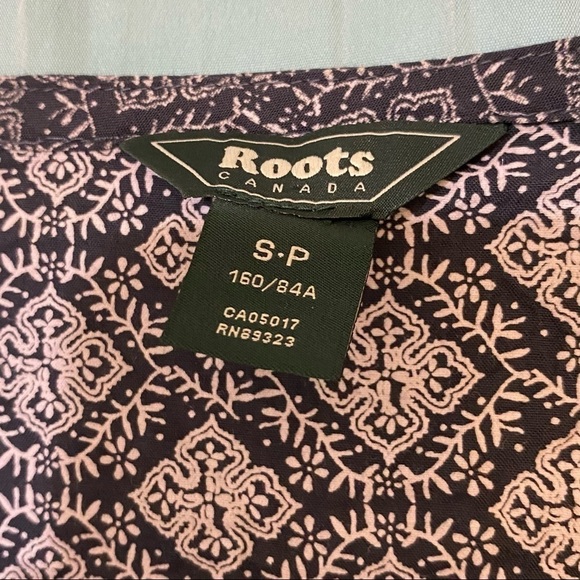 Roots
CANADA
S·P
160/84A
CA05017
RN89323